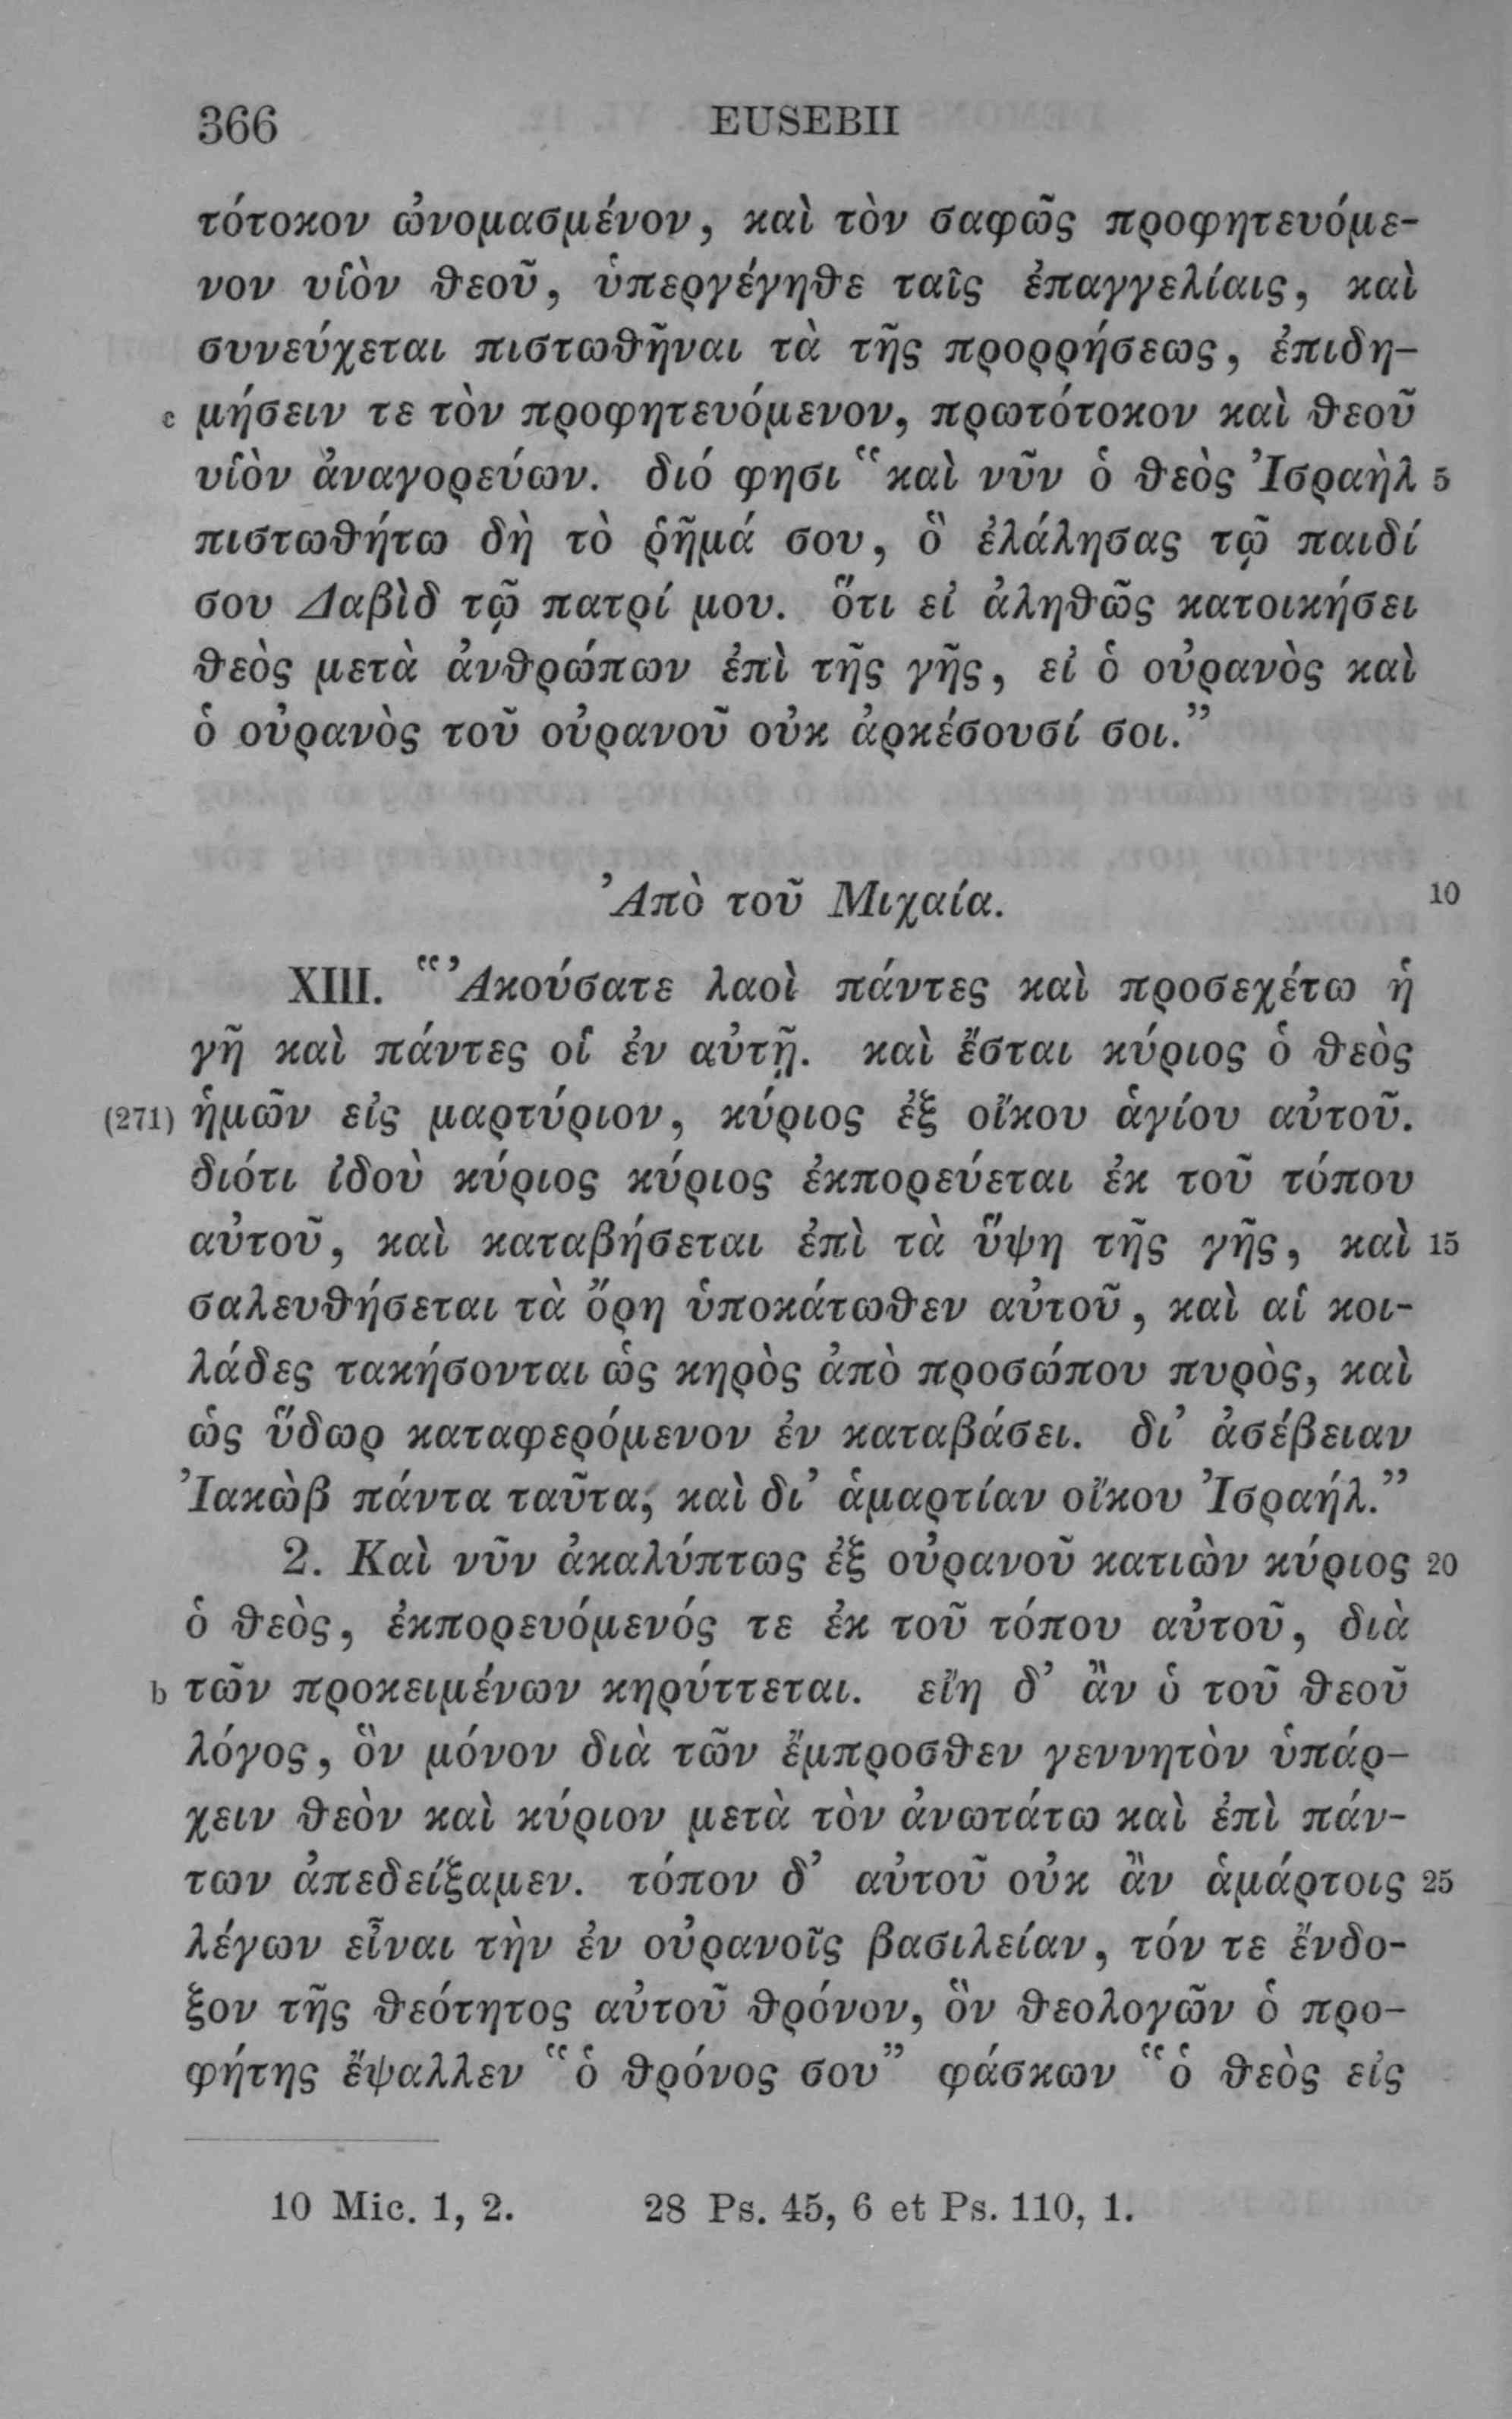 366 EUSEBII
τότοκον ὠνομασμένον, καὶ τὸν σαφῶς προφητευόμε-
νον υἱὸν θεοῦ, ὑπεργέγηθε ταῖς ἐπαγγελίαις, καὶ
συνεύχεται πιστωθῆναι τὰ τῆς προρρήσεως, ἐπιδη-
c μήσειν τε τὸν προφητευόμενον, πρωτότοκον καὶ θεοῦ
υἱὸν ἀναγορεύων. διό φησι “καὶ νῦν ὁ θεὸς Ἰσραὴλ 5
πιστωθήτω δὴ τὸ ῥῆμά σου, ὃ ἐλάλησας τῷ παιδί
σου Δαβὶδ τῷ πατρί μου. ὅτι εἰ ἀληθῶς κατοικήσει
θεὸς μετὰ ἀνθρώπων ἐπὶ τῆς γῆς, εἰ ὁ οὐρανὸς καὶ
ὁ οὐρανὸς τοῦ οὐρανοῦ οὐκ ἀρκέσουσί σοι.”
Ἀπὸ τοῦ Μιχαία. 10
XIII. “Ἀκούσατε λαοὶ πάντες καὶ προσεχέτω ἡ
γῆ καὶ πάντες οἱ ἐν αὐτῇ. καὶ ἔσται κύριος ὁ θεὸς
(271) ἡμῶν εἰς μαρτύριον, κύριος ἐξ οἴκου ἁγίου αὐτοῦ.
διότι ἰδοὺ κύριος κύριος ἐκπορεύεται ἐκ τοῦ τόπου
αὐτοῦ, καὶ καταβήσεται ἐπὶ τὰ ὕψη τῆς γῆς, καὶ 15
σαλευθήσεται τὰ ὄρη ὑποκάτωθεν αὐτοῦ, καὶ αἱ κοι-
λάδες τακήσονται ὡς κηρὸς ἀπὸ προσώπου πυρὸς, καὶ
ὡς ὕδωρ καταφερόμενον ἐν καταβάσει. δι’ ἀσέβειαν
Ἰακὼβ πάντα ταῦτα, καὶ δι’ ἁμαρτίαν οἴκου Ἰσραήλ.”
2. Καὶ νῦν ἀκαλύπτως ἐξ οὐρανοῦ κατιὼν κύριος 20
ὁ θεὸς, ἐκπορευόμενός τε ἐκ τοῦ τόπου αὐτοῦ, διὰ
b τῶν προκειμένων κηρύττεται. εἴη δ’ ἂν ὁ τοῦ θεοῦ
λόγος, ὃν μόνον διὰ τῶν ἔμπροσθεν γεννητὸν ὑπάρ-
χειν θεὸν καὶ κύριον μετὰ τὸν ἀνωτάτω καὶ ἐπὶ πάν-
των ἀπεδείξαμεν. τόπον δ’ αὐτοῦ οὐκ ἂν ἁμάρτοις 25
λέγων εἶναι τὴν ἐν οὐρανοῖς βασιλείαν, τόν τε ἔνδο-
ξον τῆς θεότητος αὐτοῦ θρόνον, ὃν θεολογῶν ὁ προ-
φήτης ἔψαλλεν “ὁ θρόνος σου” φάσκων “ὁ θεὸς εἰς
10 Mic. 1, 2. 28 Ps. 45, 6 et Ps. 110, 1.